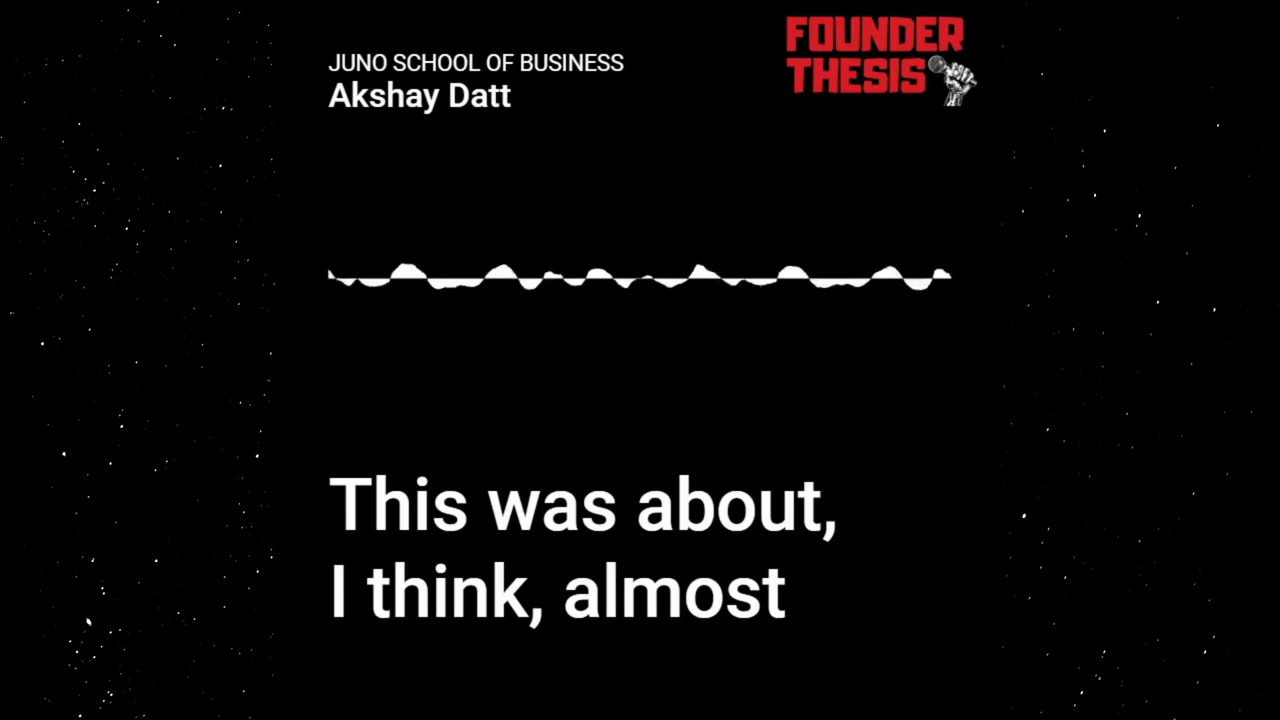 JUNO SCHOOL OF BUSINESS
Akshay Datt
FOUNDER
THESIS
This was about,
I think, almost